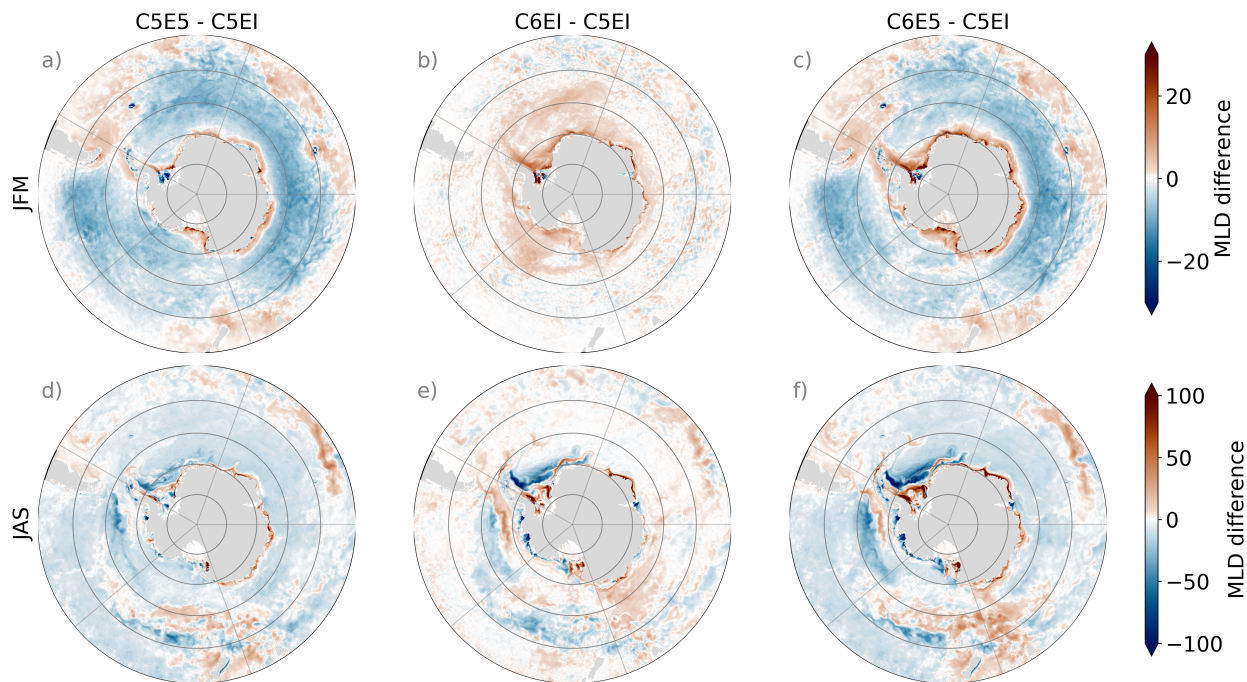 C5E5 - C5EI
C6EI - C5EI
C6E5 - C5EI
a)
b)
c)
JFM
20
0
−20
MLD difference
d)
e)
f)
JAS
100
50
0
−50
−100
MLD difference